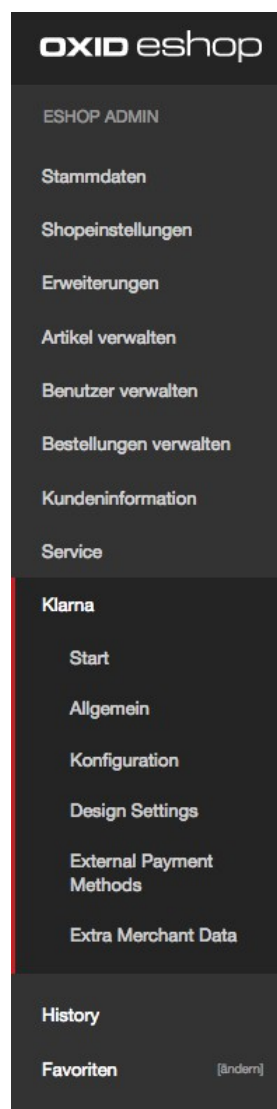 OXID eshop
ESHOP ADMIN
Stammdaten
Shopeinstellungen
Erweiterungen
Artikel verwalten
Benutzer verwalten
Bestellungen verwalten
Kundeninformation
Service
Klarna
Start
Allgemein
Konfiguration
Design Settings
External Payment
Methods
Extra Merchant Data
History
Favoriten [ändern]